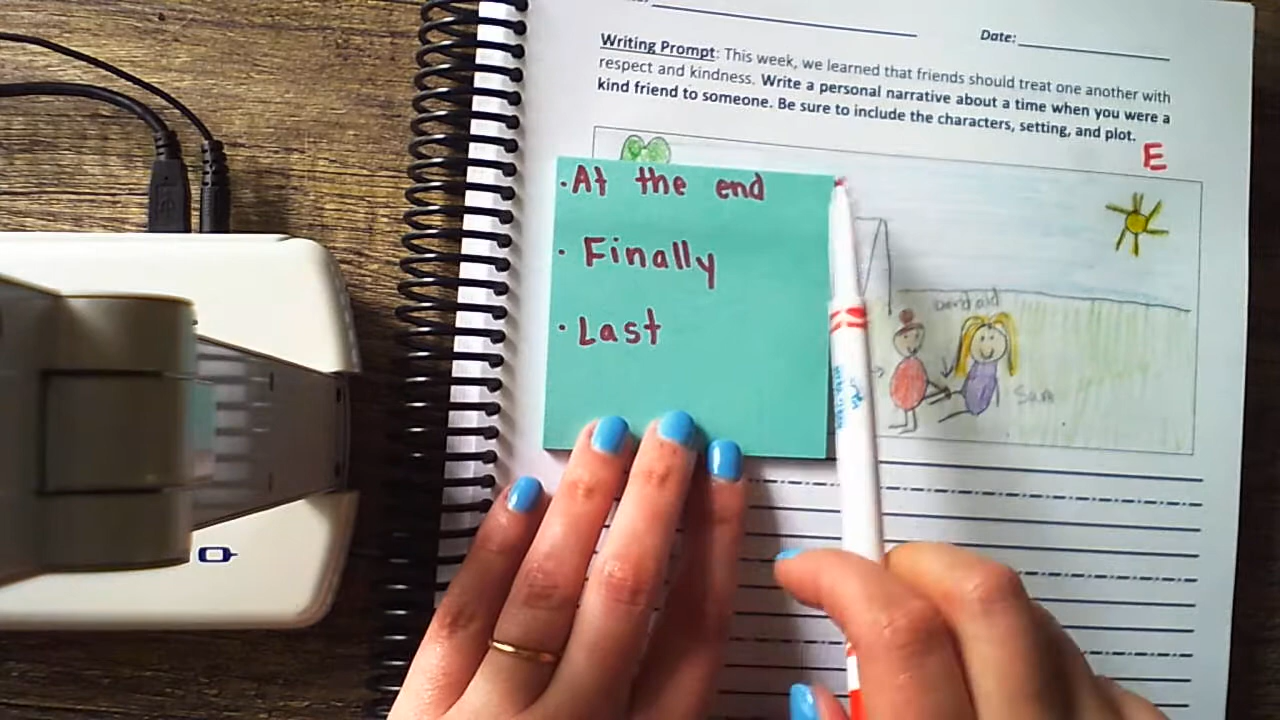 Date:
Writing Prompt: This week, we learned that friends should treat one another with
respect and kindness. Write a personal narrative about a time when you were a
kind friend to someone. Be sure to include the characters, setting, and plot.
E
· At the end
· Finally
· Last
Sam